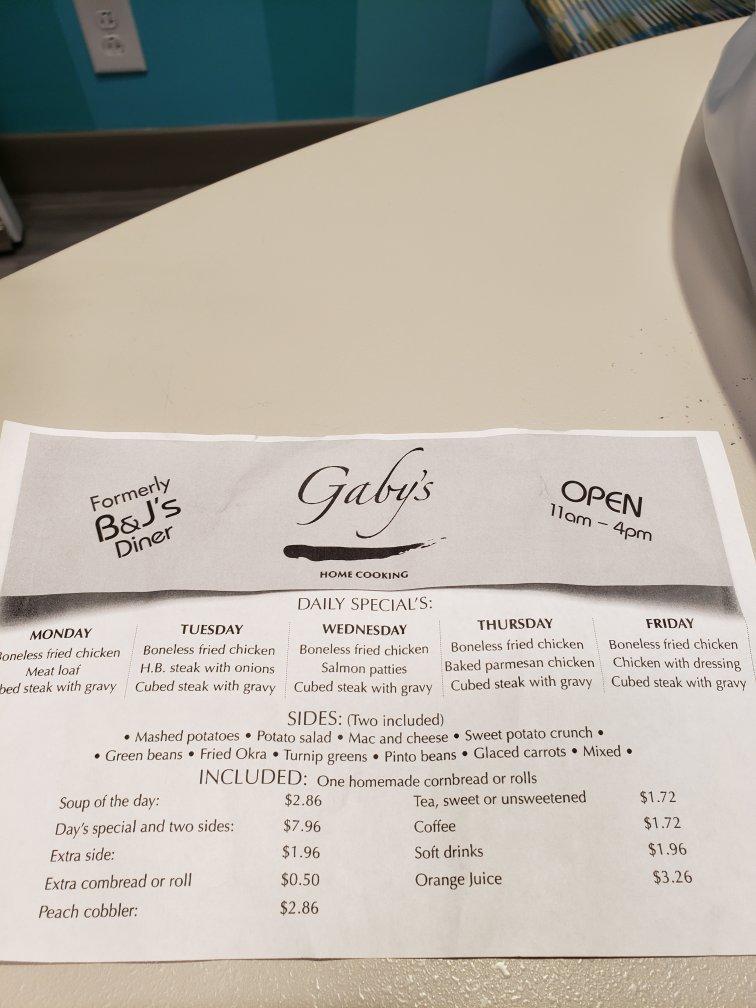 Formerly
B&J's
Diner
Gaby's
HOME COOKING
OPEN
11am – 4pm
DAILY SPECIAL'S:
MONDAY
Boneless fried chicken
Meat loaf
steak with gravy
TUESDAY
Boneless fried chicken
H.B. steak with onions
Cubed steak with gravy
WEDNESDAY
Boneless fried chicken
Salmon patties
Cubed steak with gravy
THURSDAY
Boneless fried chicken
Baked parmesan chicken
Cubed steak with gravy
FRIDAY
Boneless fried chicken
Chicken with dressing
Cubed steak with gravy
SIDES: (Two included)
• Mashed potatoes • Potato salad • Mac and cheese • Sweet potato crunch •
• Green beans • Fried Okra • Turnip greens • Pinto beans • Glaced carrots • Mixed •
INCLUDED: One homemade cornbread or rolls
Soup of the day: $2.86
Day's special and two sides: $7.96
Extra side: $1.96
Extra cornbread or roll $0.50
Peach cobbler: $2.86
Tea, sweet or unsweetened $1.72
Coffee $1.72
Soft drinks $1.96
Orange Juice $3.26